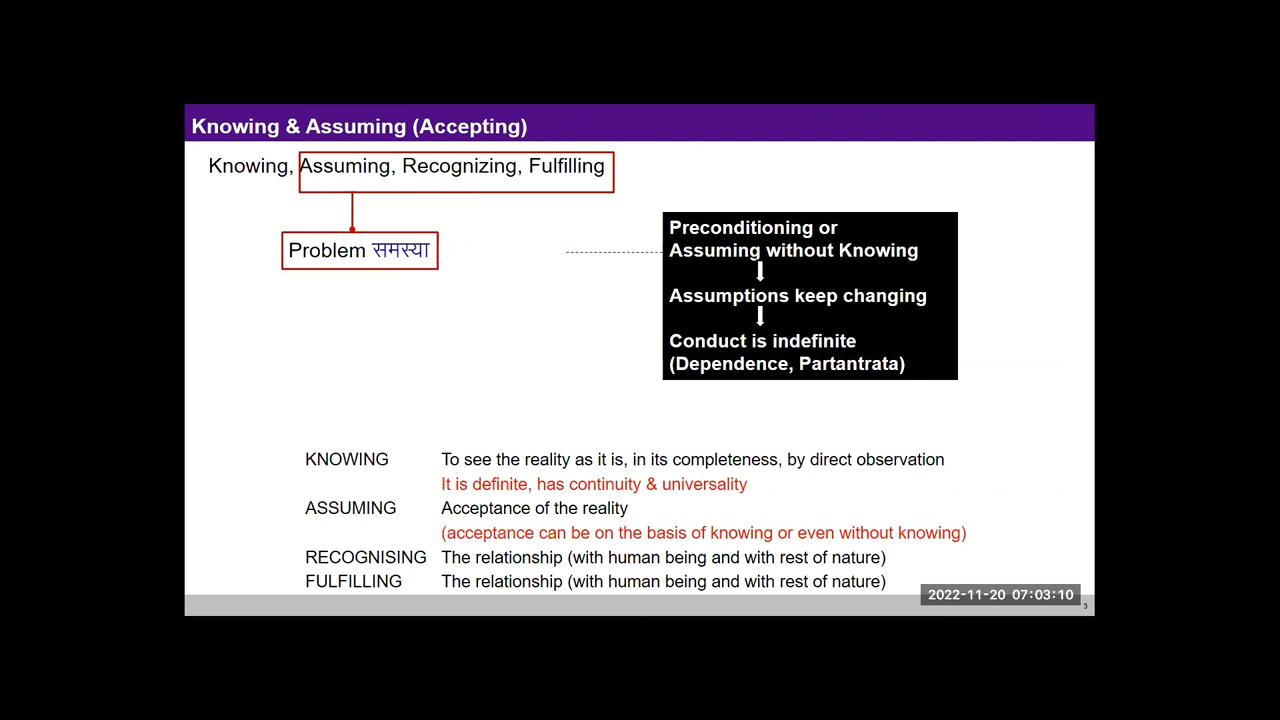 Knowing & Assuming (Accepting)
Knowing, Assuming, Recognizing, Fulfilling
Problem समस्या
Preconditioning or
Assuming without Knowing
Assumptions keep changing
Conduct is indefinite
(Dependence, Partantrata)
KNOWING To see the reality as it is, in its completeness, by direct observation
It is definite, has continuity & universality
ASSUMING Acceptance of the reality
(acceptance can be on the basis of knowing or even without knowing)
RECOGNISING The relationship (with human being and with rest of nature)
FULFILLING The relationship (with human being and with rest of nature)
2022-11-20 07:03:10
3